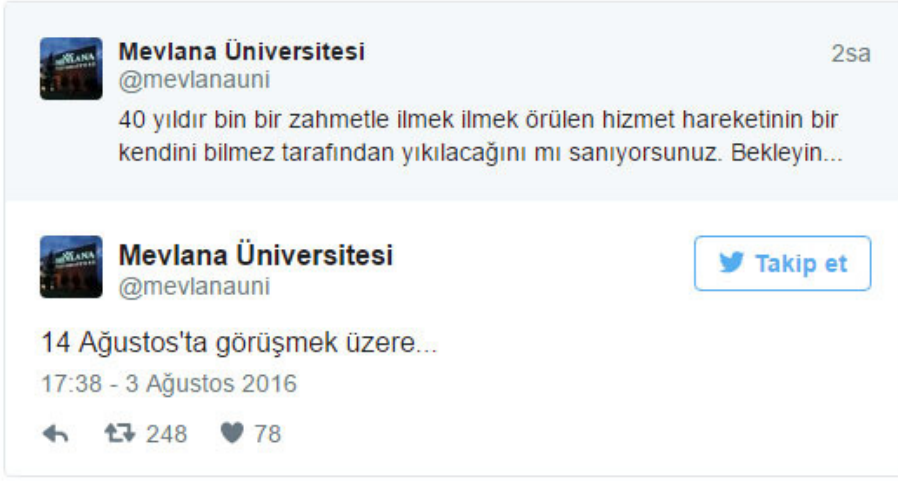 Mevlana Üniversitesi
2sa
@mevlanauni
40 yıldır bin bir zahmetle ilmek ilmek örülen hizmet hareketinin bir
kendini bilmez tarafından yıkılacağını mı sanıyorsunuz. Bekleyin...
Mevlana Üniversitesi
Takip et
@mevlanauni
14 Ağustos'ta görüşmek üzere...
17:38 - 3 Ağustos 2016
248
78